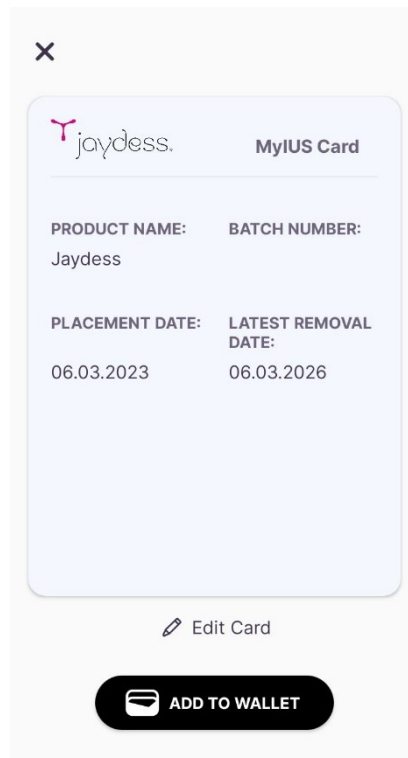 jaydess.
MyIUS Card
PRODUCT NAME:
BATCH NUMBER:
Jaydess
PLACEMENT DATE:
LATEST REMOVAL
DATE:
06.03.2023
06.03.2026
Edit Card
ADD TO WALLET